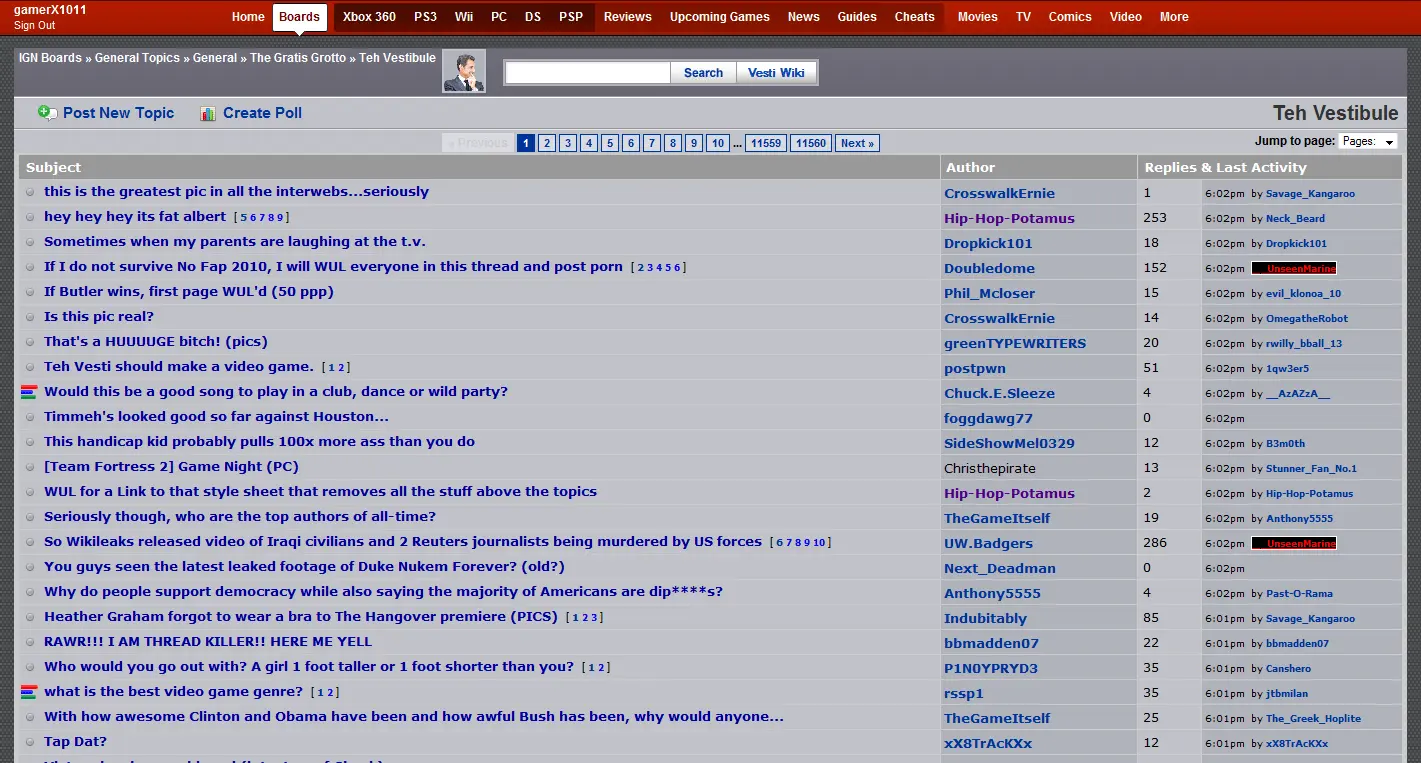 gamerX1011
Sign Out
Home Boards Xbox 360 PS3 Wii PC DS PSP Reviews Upcoming Games News Guides Cheats Movies TV Comics Video More
IGN Boards » General Topics » General » The Gratis Grotto » Teh Vestibule
Search Vesti Wiki
Post New Topic Create Poll Teh Vestibule
« Previous 1 2 3 4 5 6 7 8 9 10 ... 11559 11560 Next » Jump to page: Pages:
Subject Author Replies & Last Activity
this is the greatest pic in all the interwebs...seriously CrosswalkErnie 1 6:02pm by Savage_Kangaroo
hey hey hey its fat albert [5 6 7 8 9] Hip-Hop-Potamus 253 6:02pm by Neck_Beard
Sometimes when my parents are laughing at the t.v. Dropkick101 18 6:02pm by Dropkick101
If I do not survive No Fap 2010, I will WUL everyone in this thread and post porn [2 3 4 5 6] Doubledome 152 6:02pm UnseenMarine
If Butler wins, first page WUL'd (50 ppp) Phil_Mcloser 15 6:02pm by evil_klonoa_10
Is this pic real? CrosswalkErnie 14 6:02pm by OmegatheRobot
That's a HUUUUGE bitch! (pics) greenTYPEWRITERS 20 6:02pm by rwilly_bball_13
Teh Vesti should make a video game. [1 2] postpwn 51 6:02pm by 1qw3er5
Would this be a good song to play in a club, dance or wild party? Chuck.E.Sleeze 4 6:02pm by __AzAZzA__
Timmeh's looked good so far against Houston... foggdawg77 0 6:02pm
This handicap kid probably pulls 100x more ass than you do SideShowMel0329 12 6:02pm by B3m0th
[Team Fortress 2] Game Night (PC) Christhepirate 13 6:02pm by Stunner_Fan_No.1
WUL for a Link to that style sheet that removes all the stuff above the topics Hip-Hop-Potamus 2 6:02pm by Hip-Hop-Potamus
Seriously though, who are the top authors of all-time? TheGameItself 19 6:02pm by Anthony5555
So Wikileaks released video of Iraqi civilians and 2 Reuters journalists being murdered by US forces [6 7 8 9 10] UW.Badgers 286 6:02pm UnseenMarine
You guys seen the latest leaked footage of Duke Nukem Forever? (old?) Next_Deadman 0 6:02pm
Why do people support democracy while also saying the majority of Americans are dip****s? Anthony5555 4 6:02pm by Past-O-Rama
Heather Graham forgot to wear a bra to The Hangover premiere (PICS) [1 2 3] Indubitably 85 6:01pm by Savage_Kangaroo
RAWR!!! I AM THREAD KILLER!! HERE ME YELL bbmadden07 22 6:01pm by bbmadden07
Who would you go out with? A girl 1 foot taller or 1 foot shorter than you? [1 2] P1N0YPRYD3 35 6:01pm by Canshero
what is the best video game genre? [1 2] rssp1 35 6:01pm by jtbmilan
With how awesome Clinton and Obama have been and how awful Bush has been, why would anyone... TheGameItself 25 6:01pm by The_Greek_Hoplite
Tap Dat? xX8TrAcKXx 12 6:01pm by xX8TrAcKXx